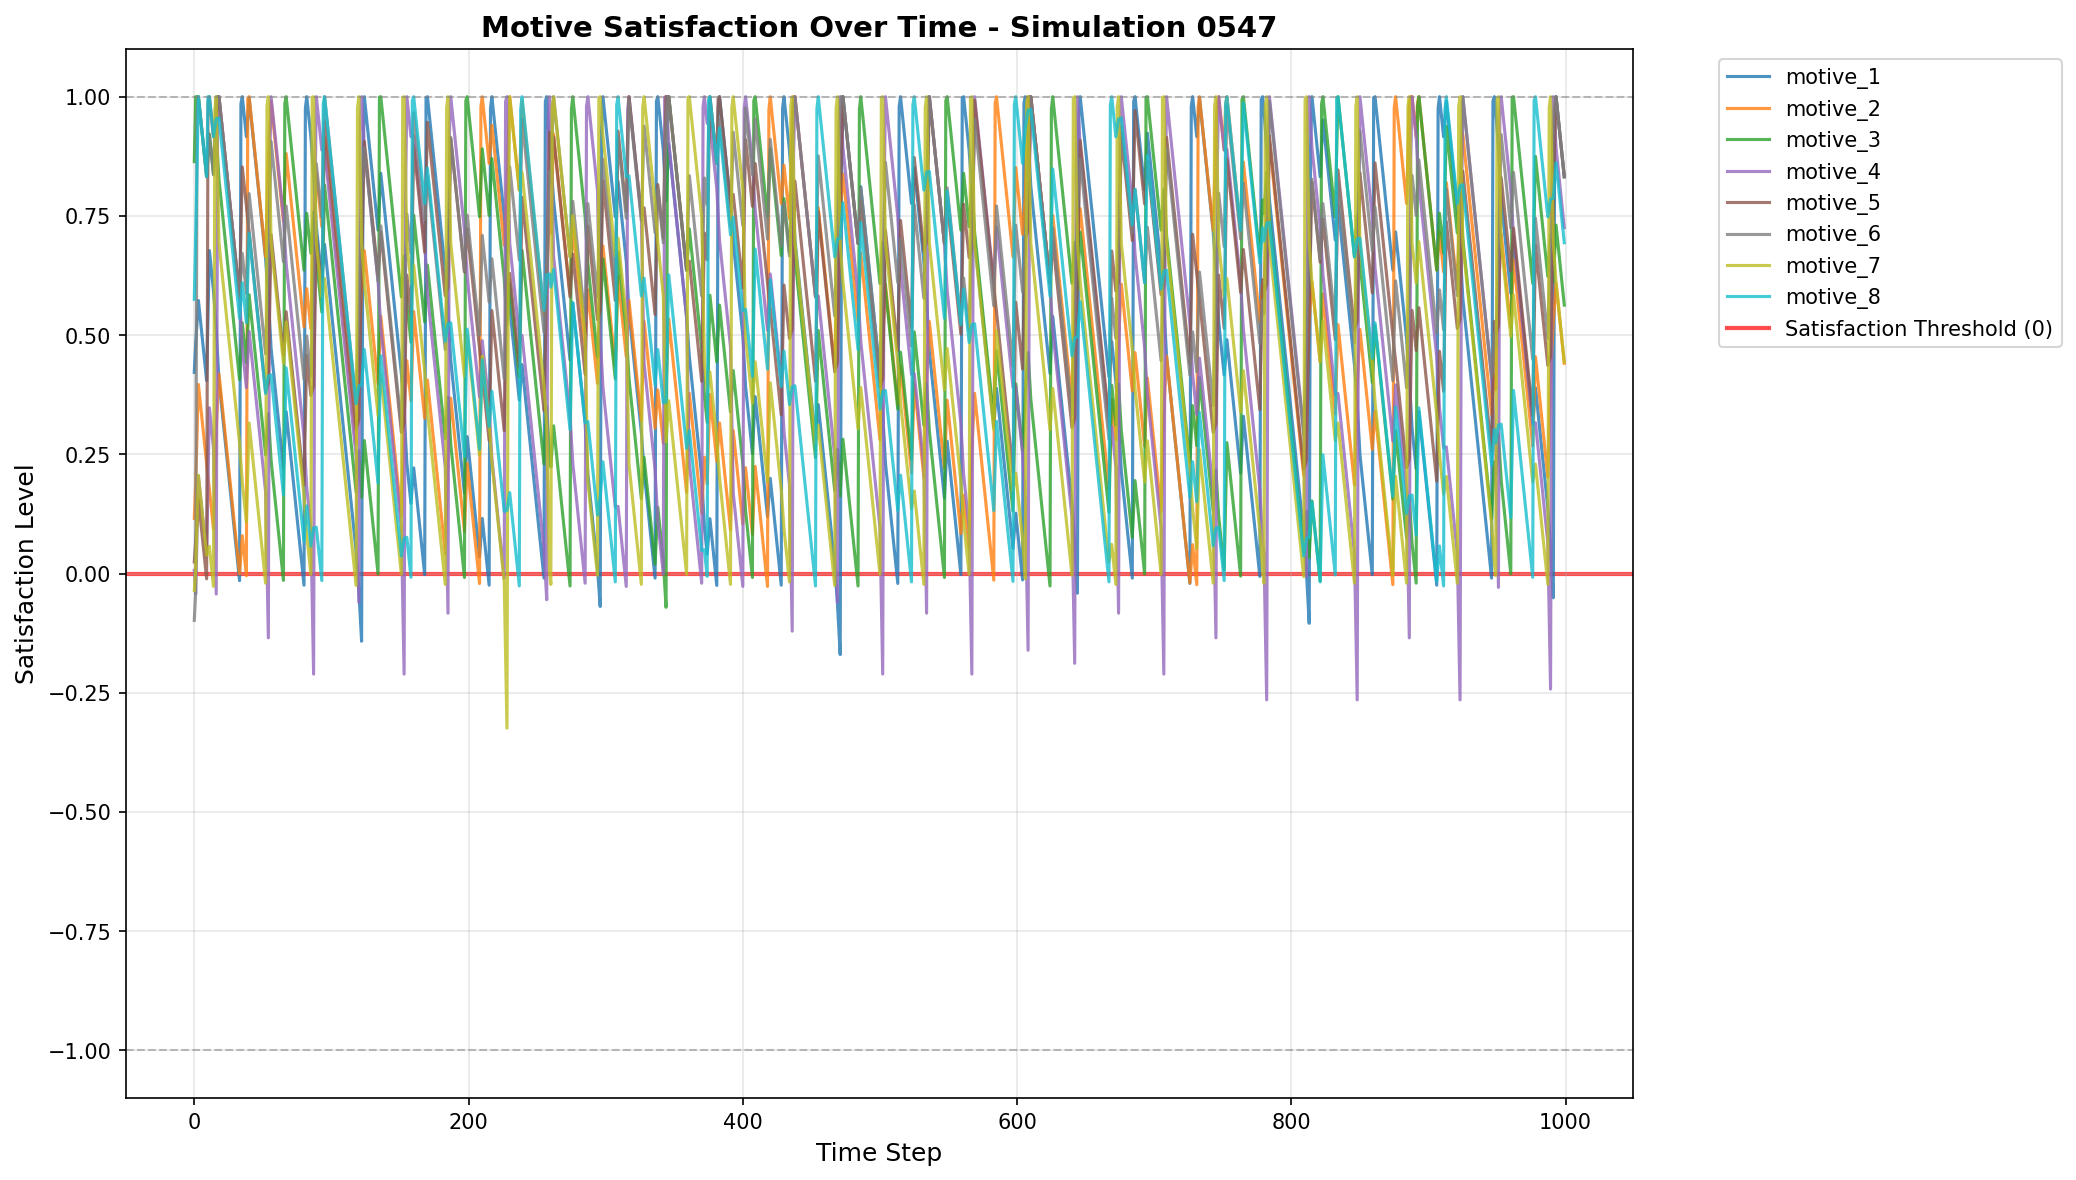 Motive Satisfaction Over Time - Simulation 0547
1.00
0.75
0.50
0.25
0.00
−0.25
−0.50
−0.75
−1.00
Satisfaction Level
0
200
400
600
800
1000
Time Step
motive_1
motive_2
motive_3
motive_4
motive_5
motive_6
motive_7
motive_8
Satisfaction Threshold (0)